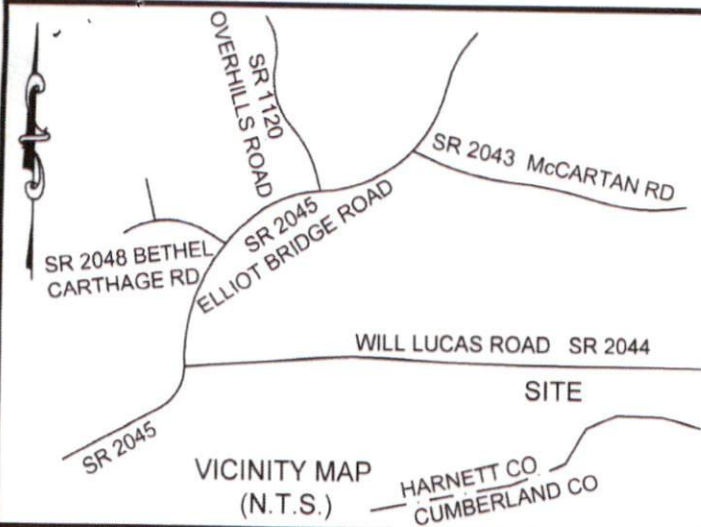 SR 1120
OVERHILLS ROAD
SR 2043 McCARTAN RD
SR 2045
ELLIOT BRIDGE ROAD
SR 2048 BETHEL
CARTHAGE RD
WILL LUCAS ROAD SR 2044
SITE
SR 2045
VICINITY MAP
(N.T.S.)
HARNETT CO
CUMBERLAND CO